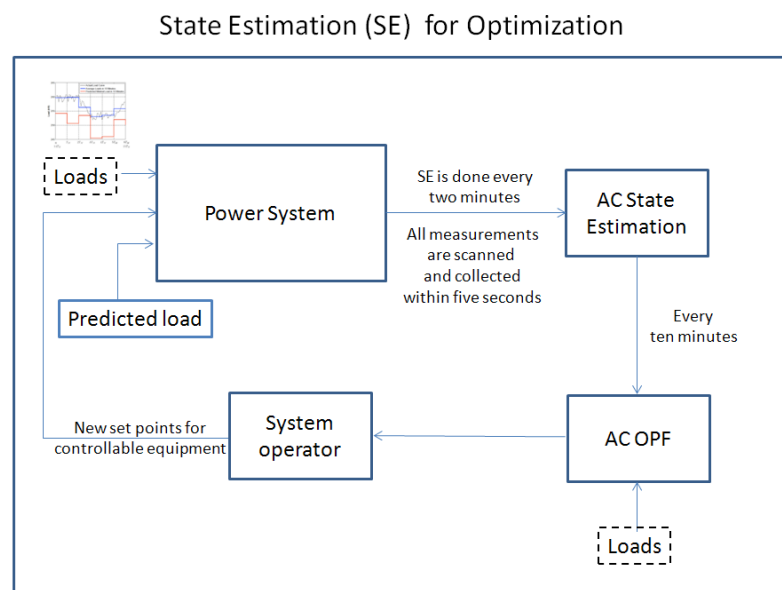 State Estimation (SE) for Optimization
Loads
Power System
SE is done every
two minutes
All measurements
are scanned
and collected
within five seconds
AC State
Estimation
Predicted load
Every
ten minutes
New set points for
controllable equipment
System
operator
AC OPF
Loads